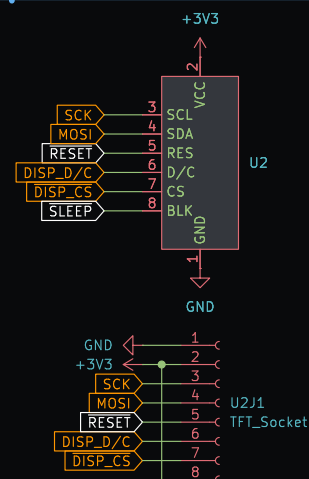 +3V3
2
VCC
SCK 3 SCL
MOSI 4 SDA
RESET 5 RES
DISP_D/C 6 D/C
DISP_CS 7 CS
SLEEP 8 BLK
U2
GND
1
GND
GND 1
+3V3 2
SCK 3
MOSI 4
U2J1
RESET 5
TFT_Socket
DISP_D/C 6
DISP_CS 7
8